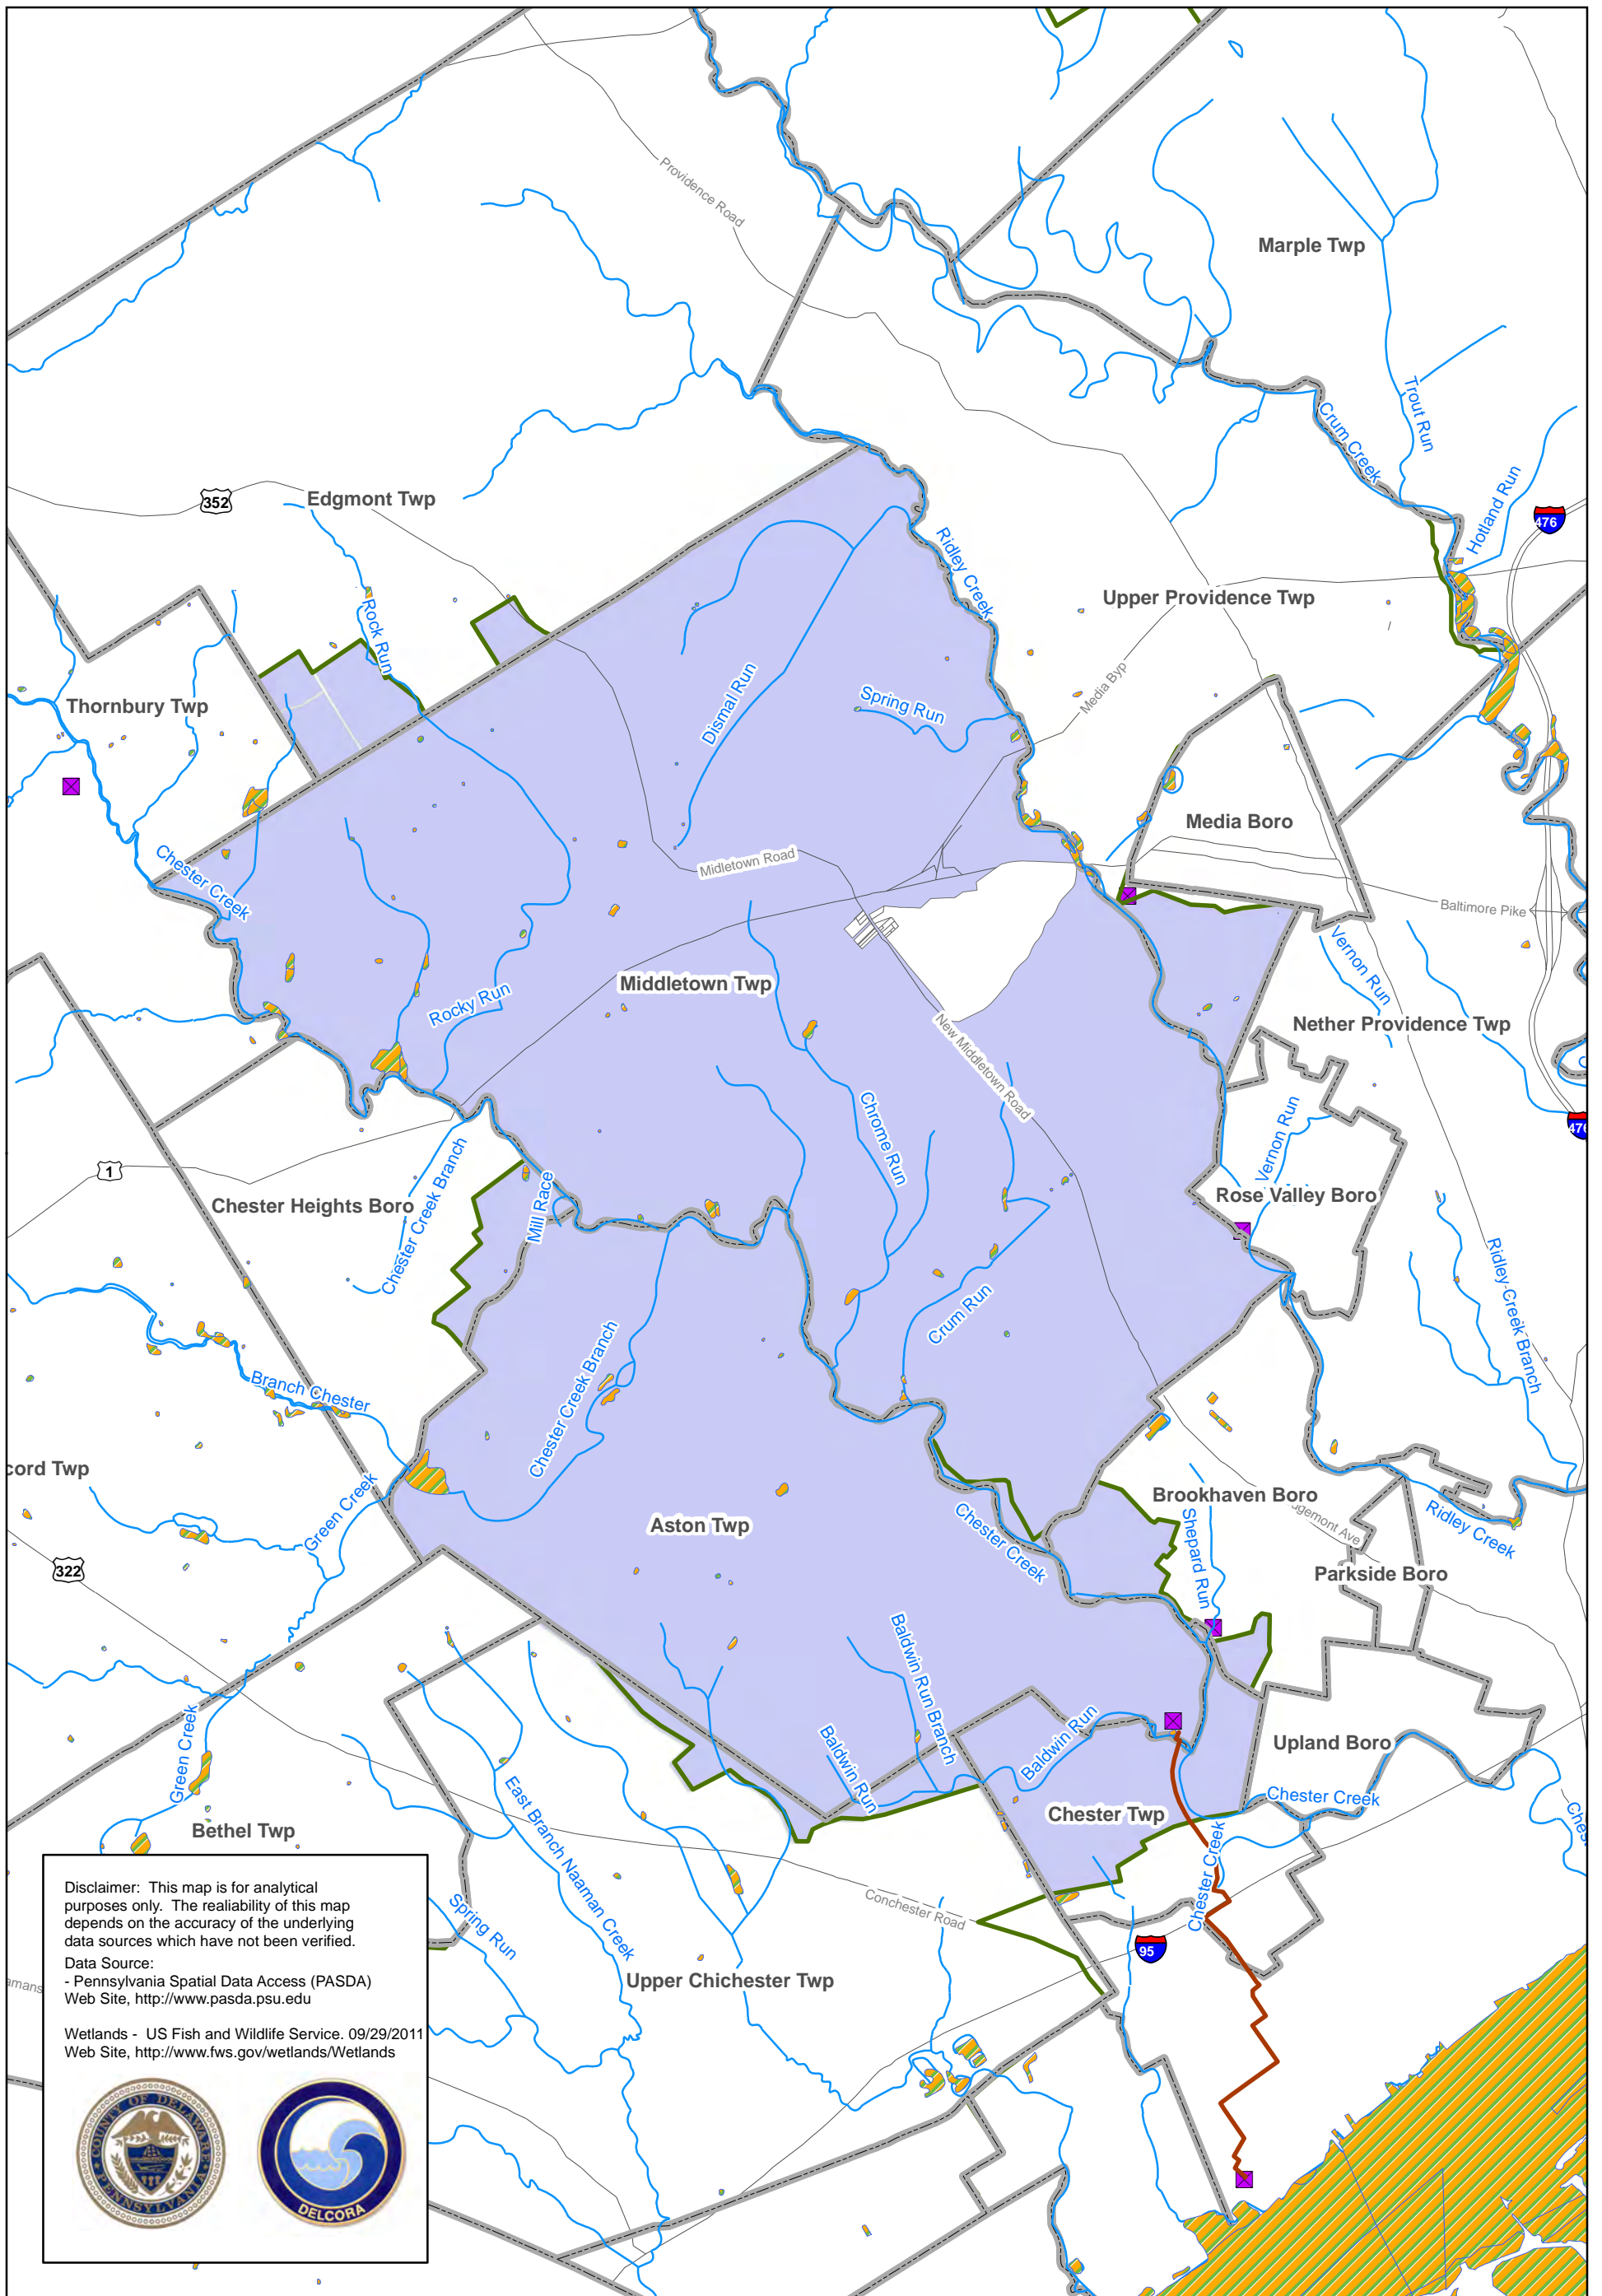 Providence Road
Marple Twp
Trout Run
Crum Creek
Hotland Run
476
352
Edgmont Twp
Ridley Creek
Upper Providence Twp
Rock Run
Thornbury Twp
Dismal Run
Spring Run
Media Byp
Media Boro
Chester Creek
Midletown Road
Baltimore Pike
Vernon Run
Middletown Twp
Rocky Run
New Middletown Road
Nether Providence Twp
C
476
Chrome Run
Vernon Run
1
Chester Creek Branch
Chester Heights Boro
Mill Race
Rose Valley Boro
Ridley Creek Branch
Crum Run
Chester Creek Branch
Branch Chester
cord Twp
Green Creek
Brookhaven Boro
Aston Twp
Chester Creek
Shepard Run
dgemont Ave
Ridley Creek
322
Parkside Boro
Baldwin Run Branch
Green Creek
Baldwin Run
Baldwin Run
Upland Boro
Chester Creek
East Branch Naaman Creek
Chester Twp
Ches
Bethel Twp
Chester Creek
Conchester Road
Spring Run
95
Upper Chichester Twp
amans
Disclaimer: This map is for analytical
purposes only. The realiability of this map
depends on the accuracy of the underlying
data sources which have not been verified.
Data Source:
- Pennsylvania Spatial Data Access (PASDA)
Web Site, http://www.pasda.psu.edu
Wetlands - US Fish and Wildlife Service. 09/29/2011
Web Site, http://www.fws.gov/wetlands/Wetlands
COUNTY OF DELAWARE
PENNSYLVANIA
DELCORA